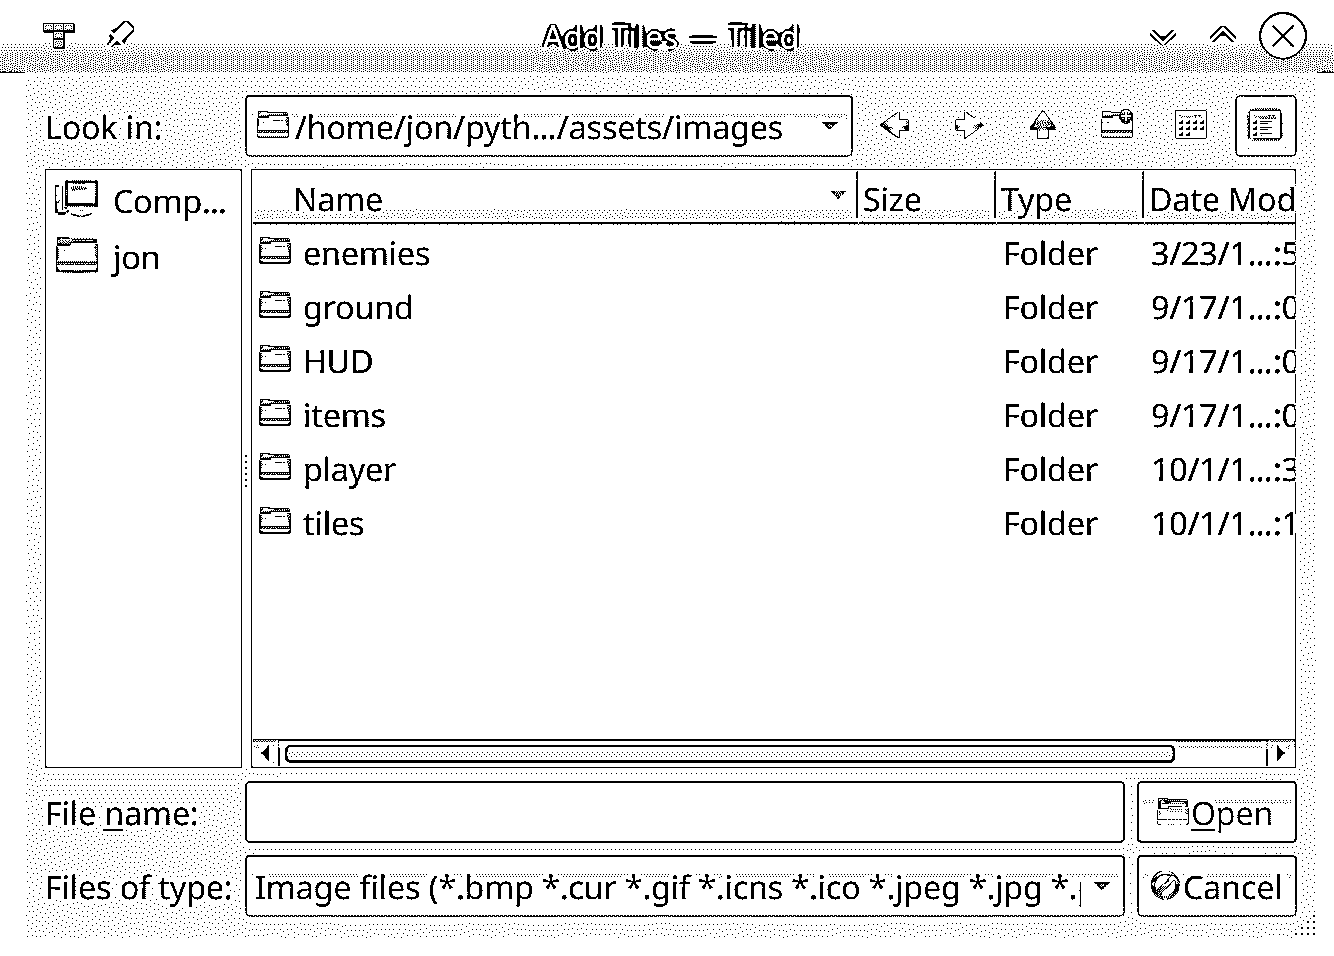 Add Tiles — Tiled
Look in: /home/jon/pyth.../assets/images
Comp...
jon
Name Size Type Date Mod
enemies Folder 3/23/1...:5
ground Folder 9/17/1...:0
HUD Folder 9/17/1...:0
items Folder 9/17/1...:0
player Folder 10/1/1...:3
tiles Folder 10/1/1...:1
File name: Open
Files of type: Image files (*.bmp *.cur *.gif *.icns *.ico *.jpeg *.jpg *. Cancel